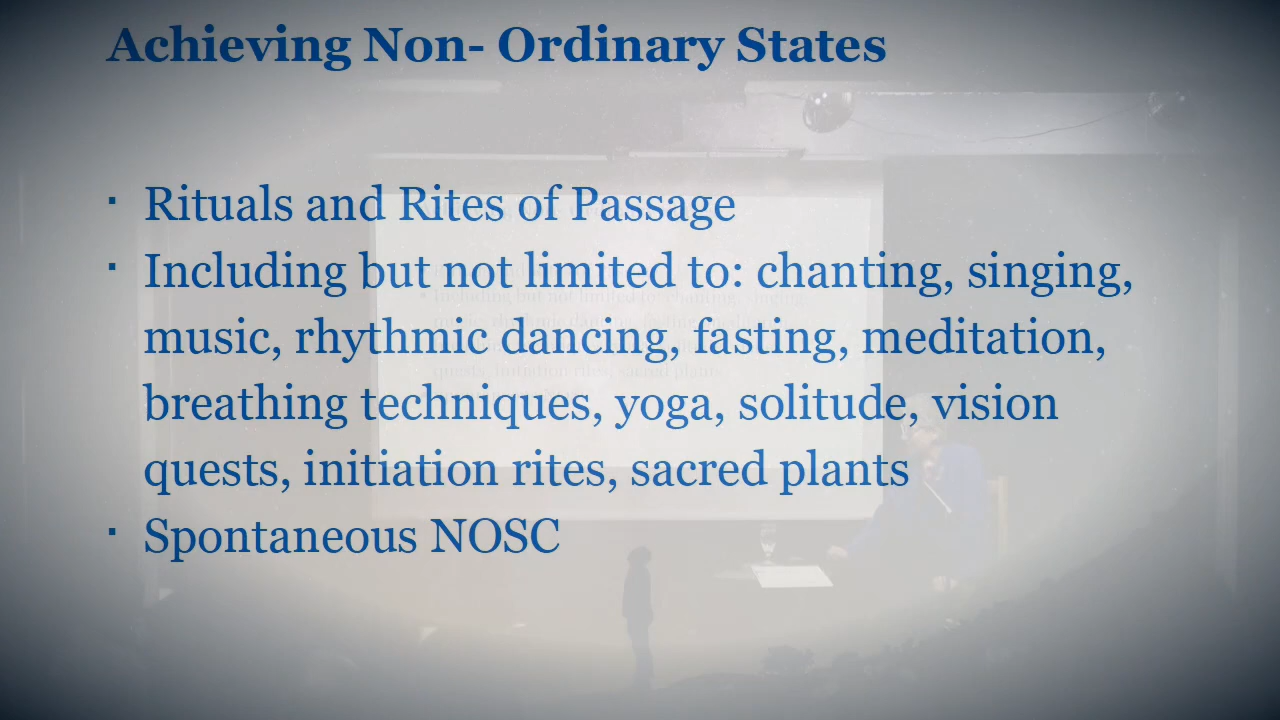 Achieving Non- Ordinary States
▪ Rituals and Rites of Passage
▪ Including but not limited to: chanting, singing,
music, rhythmic dancing, fasting, meditation,
breathing techniques, yoga, solitude, vision
quests, initiation rites, sacred plants
▪ Spontaneous NOSC